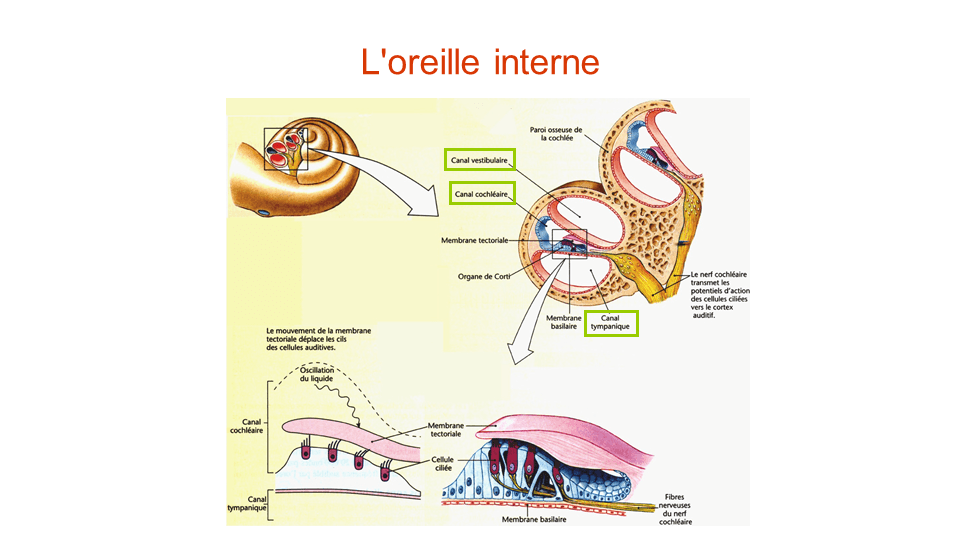 L'oreille interne
Paroi osseuse de
la cochlée
Canal vestibulaire
Canal cochléaire
Membrane tectoriale
Organe de Corti
Membrane
basilaire
Canal
tympanique
Le nerf cochléaire
transmet les
potentiels d'action
des cellules ciliées
vers le cortex
auditif.
Le mouvement de la membrane
tectoriale déplace les cils
des cellules auditives.
Oscillation
du liquide
Canal
cochléaire
Membrane
tectoriale
Cellule
ciliée
Canal
tympanique
Membrane basilaire
Fibres
nerveuses
du nerf
cochléaire